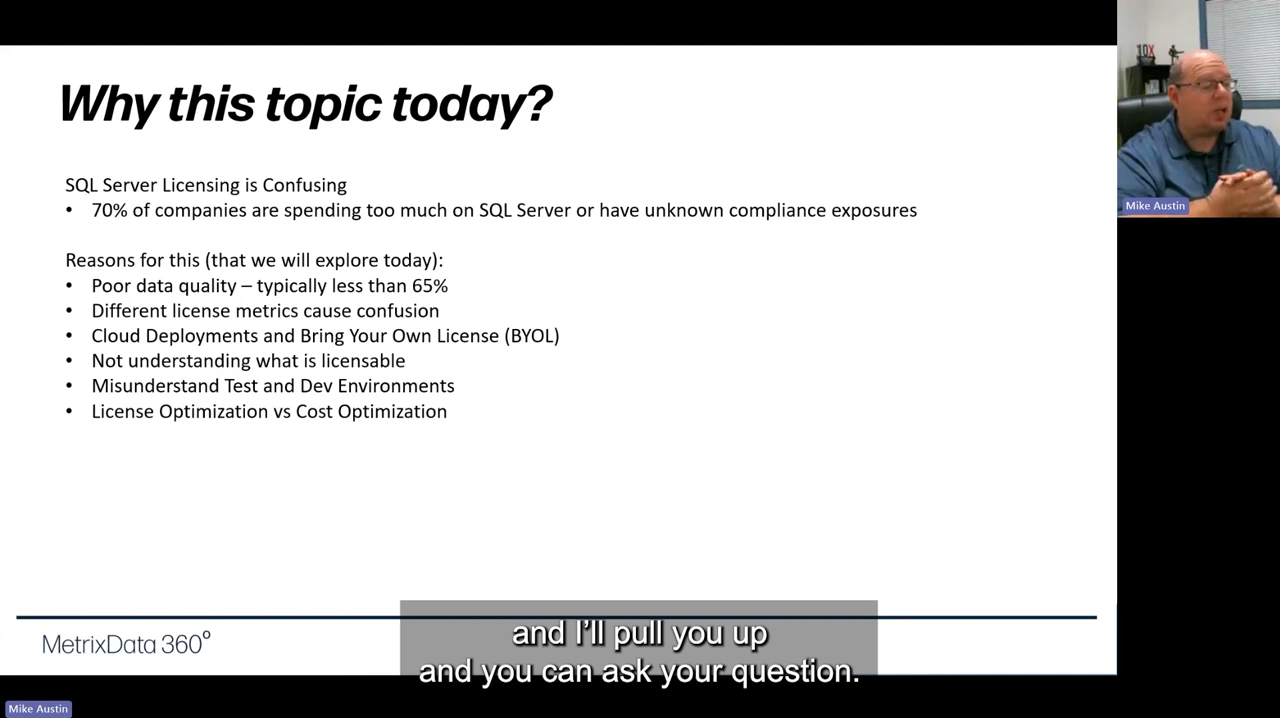 Why this topic today?
SQL Server Licensing is Confusing
• 70% of companies are spending too much on SQL Server or have unknown compliance exposures
Reasons for this (that we will explore today):
• Poor data quality – typically less than 65%
• Different license metrics cause confusion
• Cloud Deployments and Bring Your Own License (BYOL)
• Not understanding what is licensable
• Misunderstand Test and Dev Environments
• License Optimization vs Cost Optimization
MetrixData 360°
and I'll pull you up
and you can ask your question.
10X
Mike Austin
Mike Austin